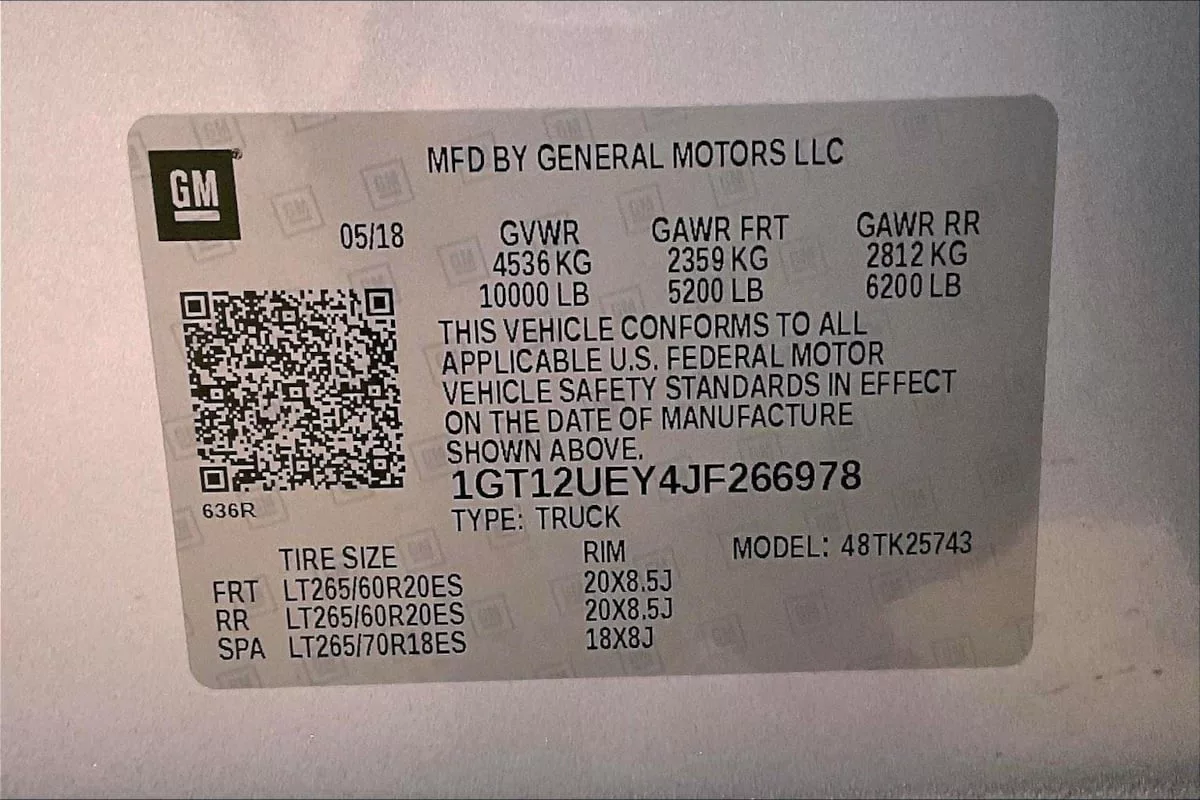 GM
MFD BY GENERAL MOTORS LLC
05/18 GVWR GAWR FRT GAWR RR
4536 KG 2359 KG 2812 KG
10000 LB 5200 LB 6200 LB
THIS VEHICLE CONFORMS TO ALL
APPLICABLE U.S. FEDERAL MOTOR
VEHICLE SAFETY STANDARDS IN EFFECT
ON THE DATE OF MANUFACTURE
SHOWN ABOVE.
1GT12UEY4JF266978
636R
TYPE: TRUCK
TIRE SIZE RIM MODEL: 48TK25743
FRT LT265/60R20ES 20X8.5J
RR LT265/60R20ES 20X8.5J
SPA LT265/70R18ES 18X8J